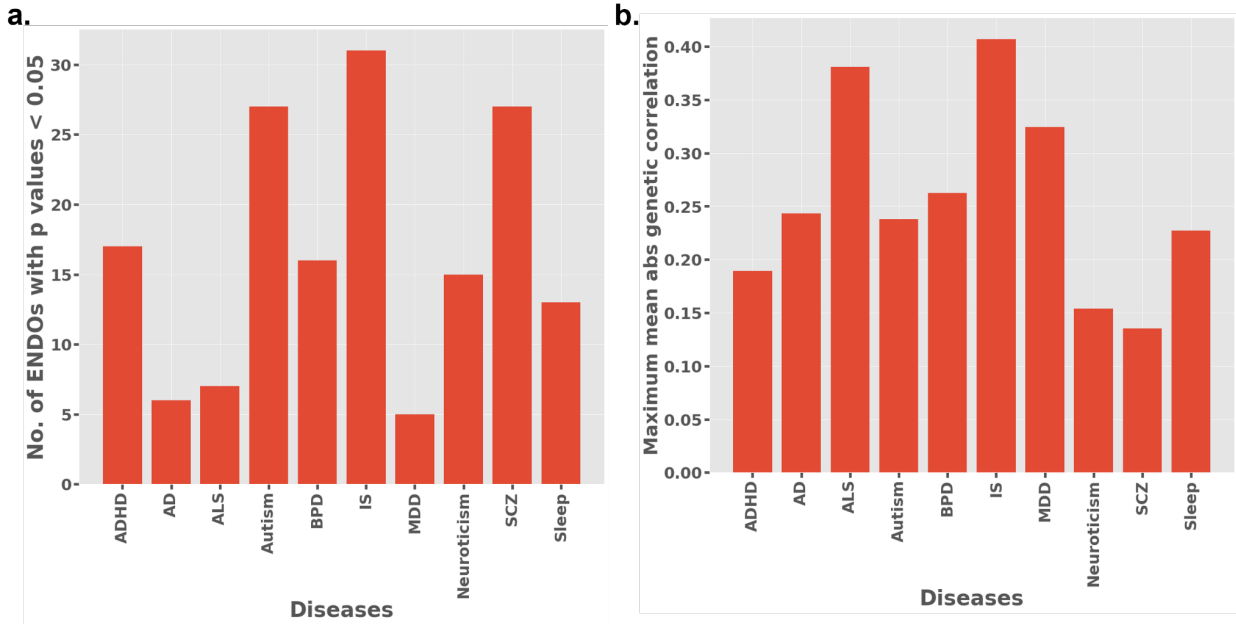 a.
No. of ENDOs with p values < 0.05
30
25
20
15
10
5
0
ADHD
AD
ALS
Autism
BPD
IS
MDD
Neuroticism
SCZ
Sleep
Diseases
b.
Maximum mean abs genetic correlation
0.40
0.35
0.30
0.25
0.20
0.15
0.10
0.05
0.00
ADHD
AD
ALS
Autism
BPD
IS
MDD
Neuroticism
SCZ
Sleep
Diseases